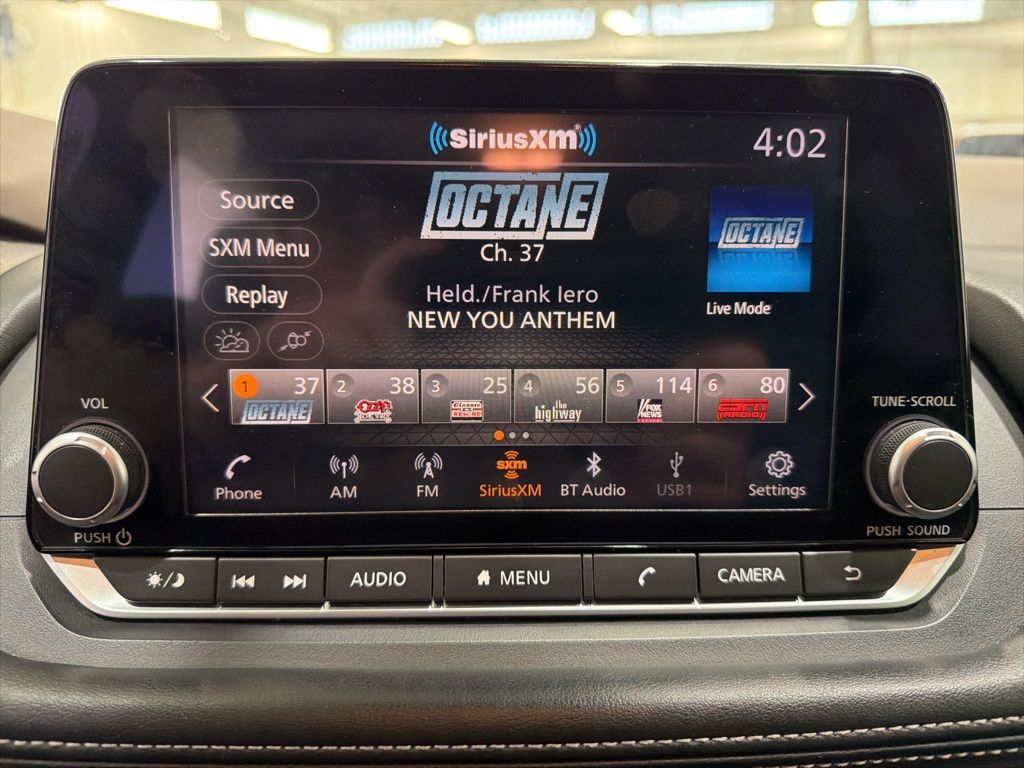 SiriusXM
4:02
Source
OCTANE
OCTANE
SXM Menu
Ch. 37
Replay
Held./Frank Iero
Live Mode
NEW YOU ANTHEM
1 37 2 38 3 25 4 56 5 114 6 80
OCTANE
Classic
REWIND
the
highway
FOX
NEWS
ESPN
RADIO
VOL
TUNE·SCROLL
sxm
Phone AM FM SiriusXM BT Audio USB1 Settings
PUSH
PUSH SOUND
AUDIO MENU CAMERA